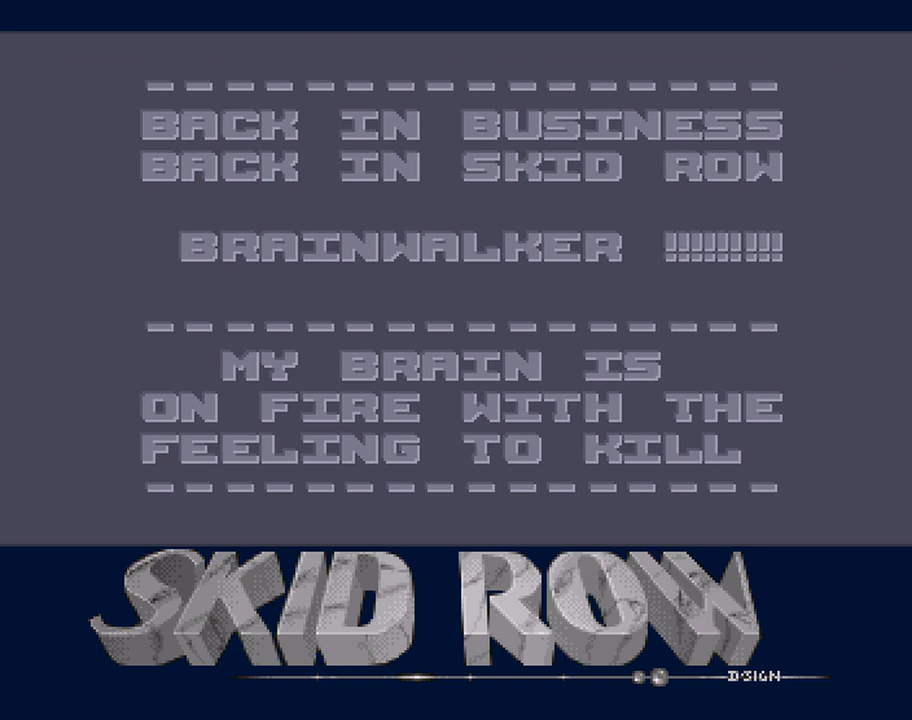 - - - - - - - - - - - - - - - -
BACK IN BUSINESS
BACK IN SKID ROW
BRAINWALKER !!!!!!!!!
- - - - - - - - - - - - - - - -
MY BRAIN IS
ON FIRE WITH THE
FEELING TO KILL
- - - - - - - - - - - - - - - -
SKID ROW
D-SIGN